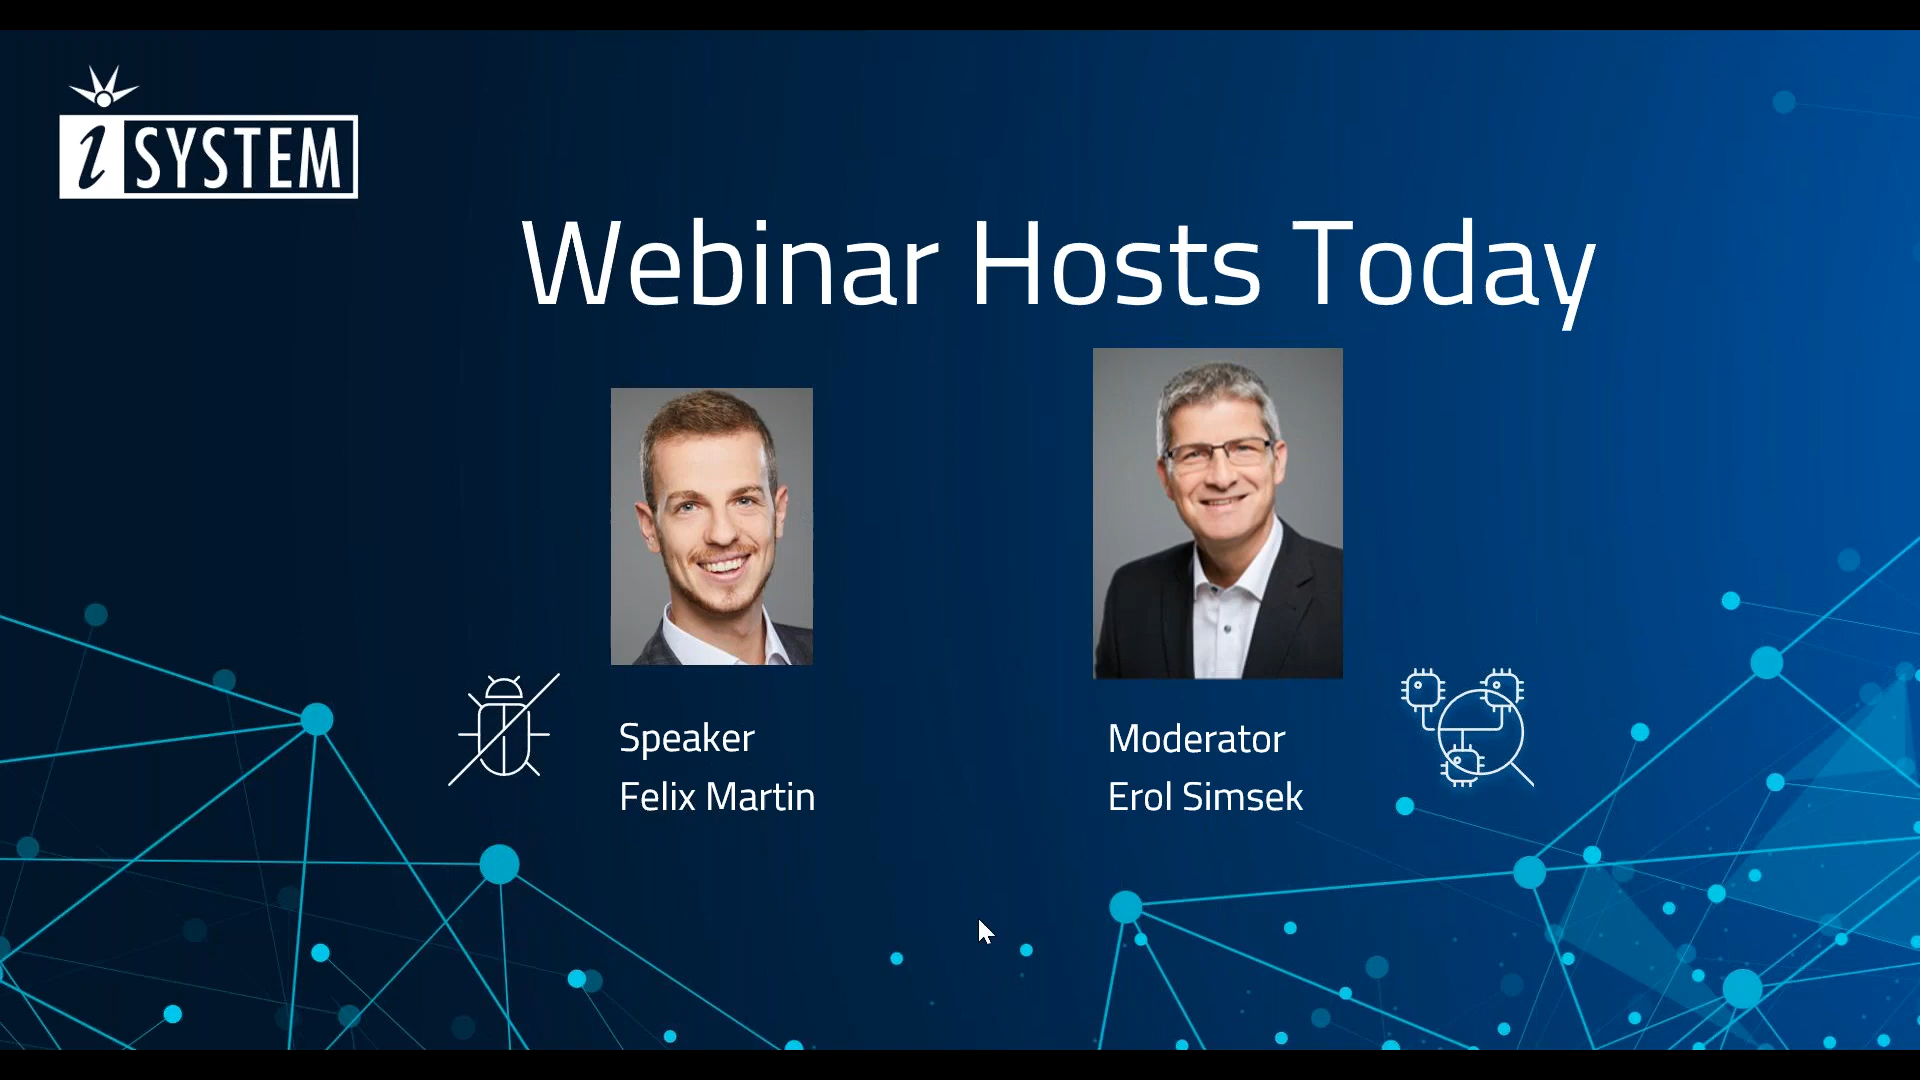 iSYSTEM
Webinar Hosts Today
Speaker
Felix Martin
Moderator
Erol Simsek